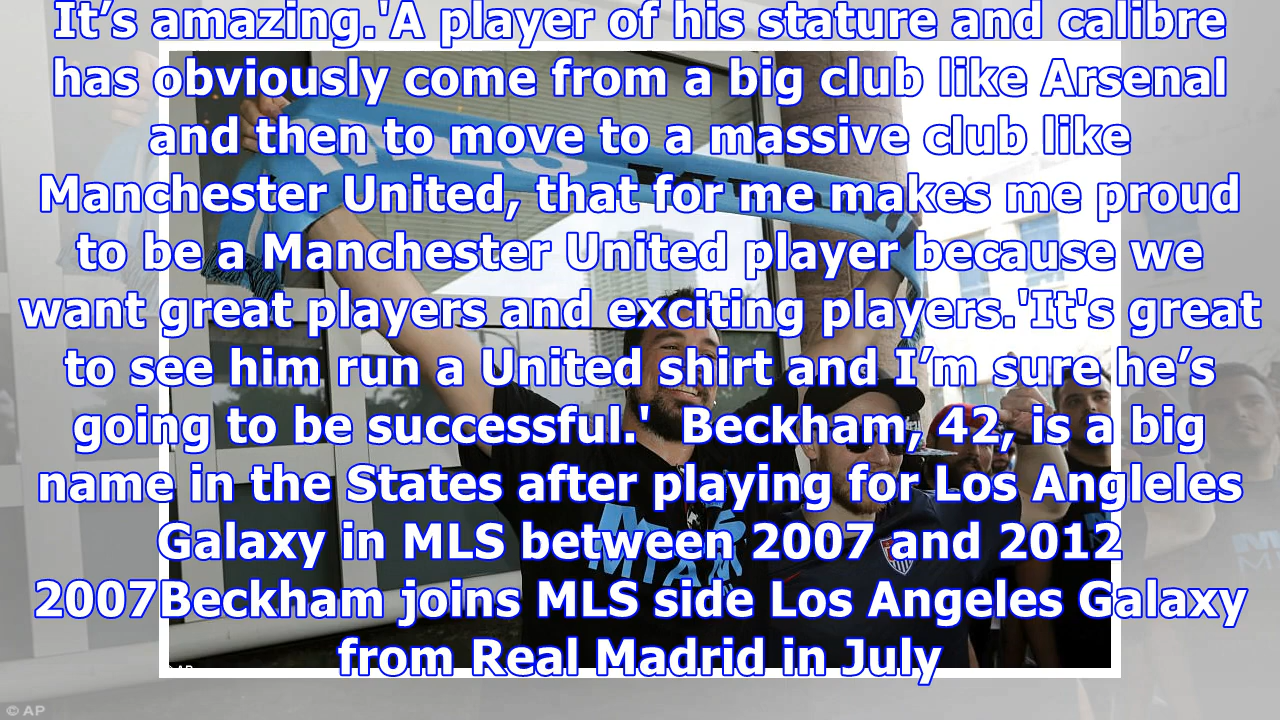 It’s amazing.'A player of his stature and calibre
has obviously come from a big club like Arsenal
and then to move to a massive club like
Manchester United, that for me makes me proud
to be a Manchester United player because we
want great players and exciting players.'It's great
to see him run a United shirt and I’m sure he’s
going to be successful.'  Beckham, 42, is a big
name in the States after playing for Los Angleles
Galaxy in MLS between 2007 and 2012
2007Beckham joins MLS side Los Angeles Galaxy
from Real Madrid in July
MLS
MIAMI
© AP